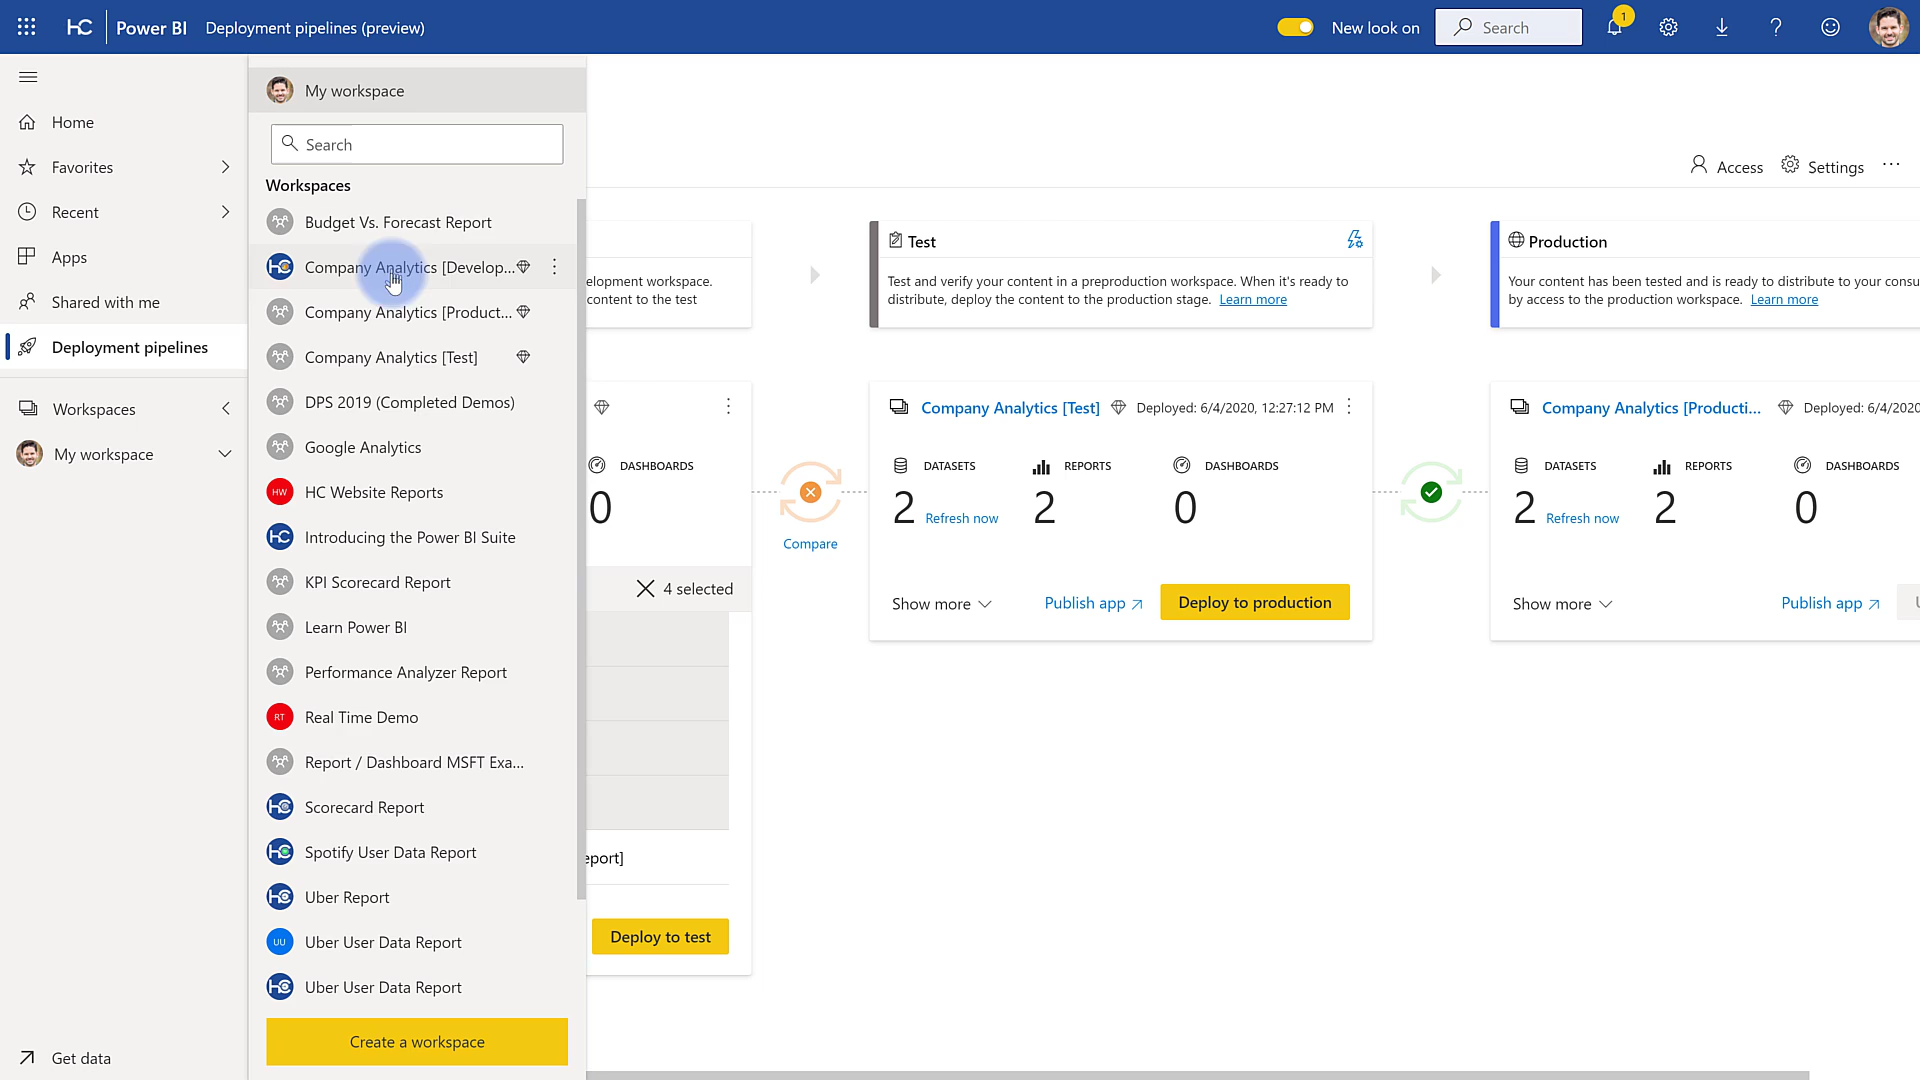 HC Power BI Deployment pipelines (preview)
New look on
Search
1
Home
Favorites
Recent
Apps
Shared with me
Deployment pipelines
Workspaces
My workspace
Get data
My workspace
Search
Workspaces
Budget Vs. Forecast Report
HC Company Analytics [Develop...
Company Analytics [Product...
Company Analytics [Test]
DPS 2019 (Completed Demos)
Google Analytics
HW HC Website Reports
HC Introducing the Power BI Suite
KPI Scorecard Report
Learn Power BI
Performance Analyzer Report
RT Real Time Demo
Report / Dashboard MSFT Exa...
HC Scorecard Report
HC Spotify User Data Report
HC Uber Report
UU Uber User Data Report
HC Uber User Data Report
Create a workspace
Access Settings ...
elopment workspace.
content to the test
DASHBOARDS
0
4 selected
eport]
Deploy to test
Compare
Test
Test and verify your content in a preproduction workspace. When it's ready to
distribute, deploy the content to the production stage. Learn more
Company Analytics [Test] Deployed: 6/4/2020, 12:27:12 PM
DATASETS REPORTS DASHBOARDS
2 Refresh now 2 0
Show more Publish app Deploy to production
Production
Your content has been tested and is ready to distribute to your consu
by access to the production workspace. Learn more
Company Analytics [Producti... Deployed: 6/4/2020
DATASETS REPORTS DASHBOARDS
2 Refresh now 2 0
Show more Publish app